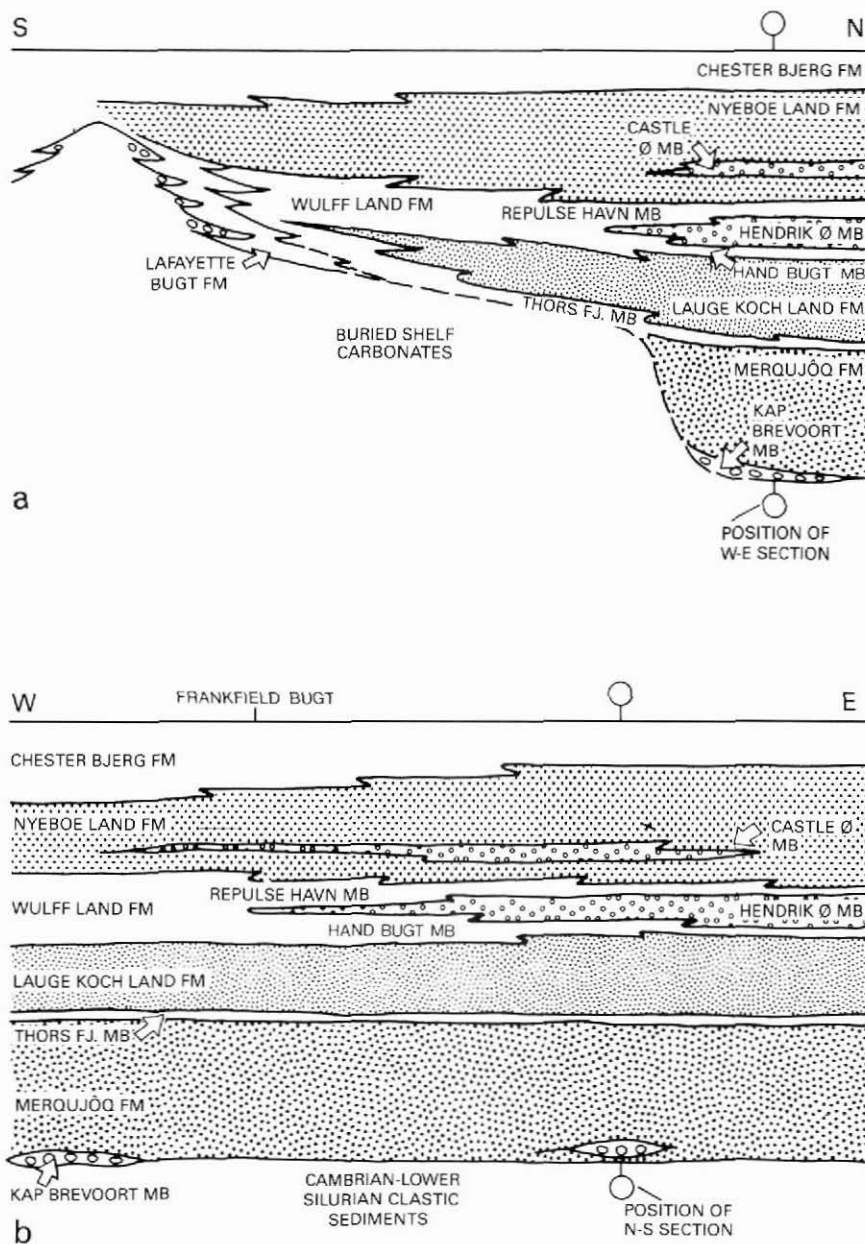 S
N
CHESTER BJERG FM
NYEBOE LAND FM
CASTLE
Ø MB
WULFF LAND FM
REPULSE HAVN MB
HENDRIK Ø MB
HAND BUGT MB
LAFAYETTE
BUGT FM
THORS FJ. MB
LAUGE KOCH LAND FM
BURIED SHELF
CARBONATES
MERQUJÔQ FM
KAP
BREVOORT
MB
a
POSITION OF
W-E SECTION
W
FRANKFIELD BUGT
E
CHESTER BJERG FM
NYEBOE LAND FM
CASTLE Ø.
MB
REPULSE HAVN MB
WULFF LAND FM
HENDRIK Ø MB
HAND BUGT MB
LAUGE KOCH LAND FM
THORS FJ. MB
MERQUJÔQ FM
KAP BREVOORT MB
CAMBRIAN-LOWER
SILURIAN CLASTIC
SEDIMENTS
POSITION OF
N-S SECTION
b